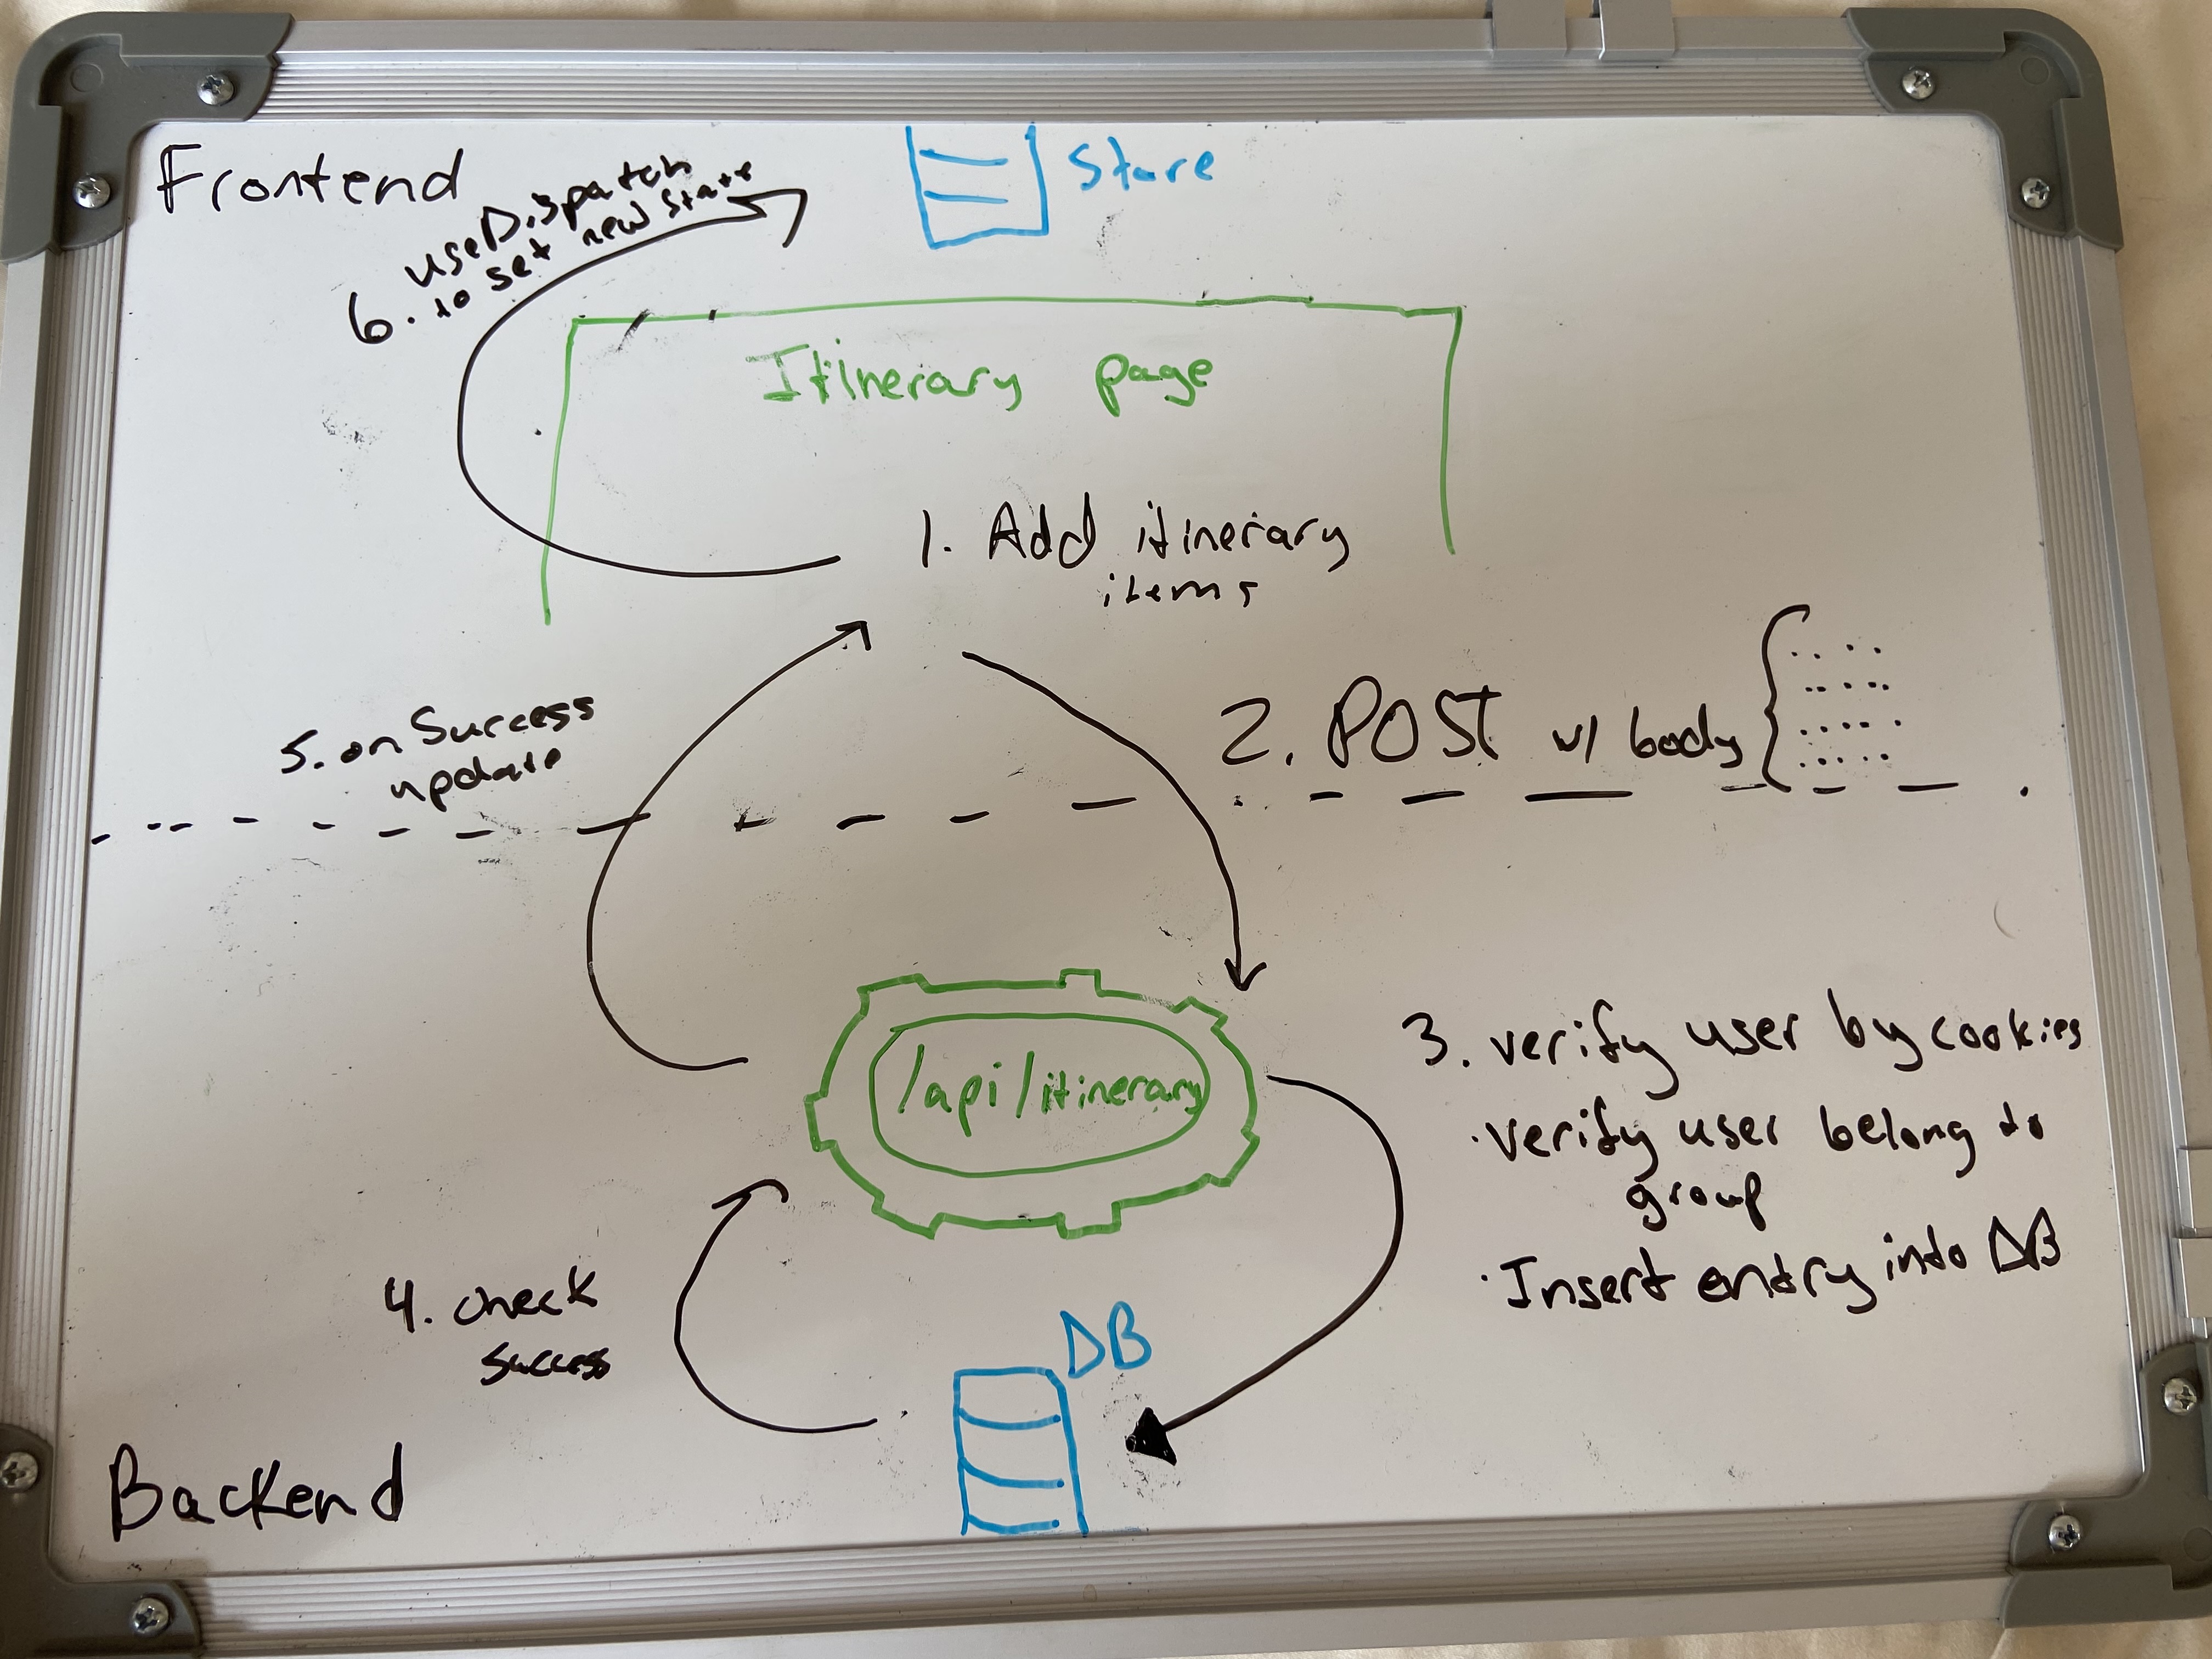 Frontend
Store
6. useDispatch
to set new state
Itinerary page
1. Add itinerary
items
2. POST w/ body {
5. on Success
update
/api/itinerary
3. verify user by cookies
·verify user belong to
group
·Insert entry into DB
4. check
success
DB
Backend